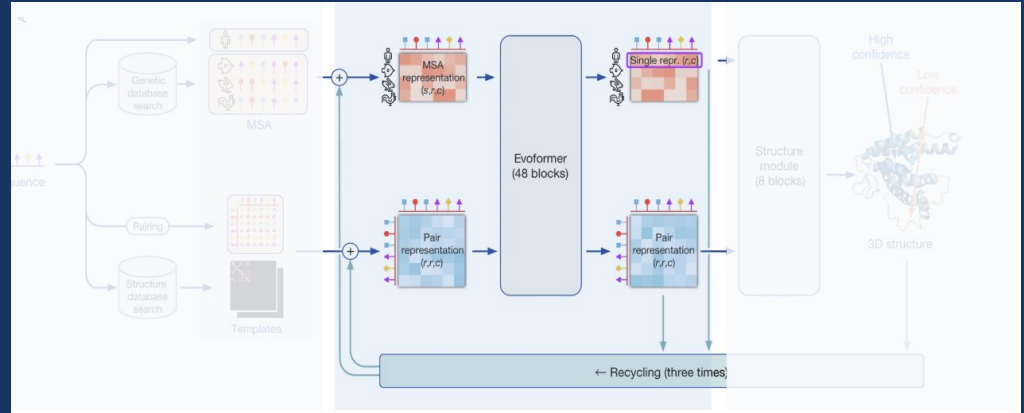 uence
Genetic
database
search
MSA
Pairing
Structure
database
search
Templates
MSA
representation
(s,r,c)
Pair
representation
(r,r,c)
Evoformer
(48 blocks)
Single repr. (r,c)
Pair
representation
(r,r,c)
Structure
module
(8 blocks)
High
confidence
Low
confidence
3D structure
← Recycling (three times)